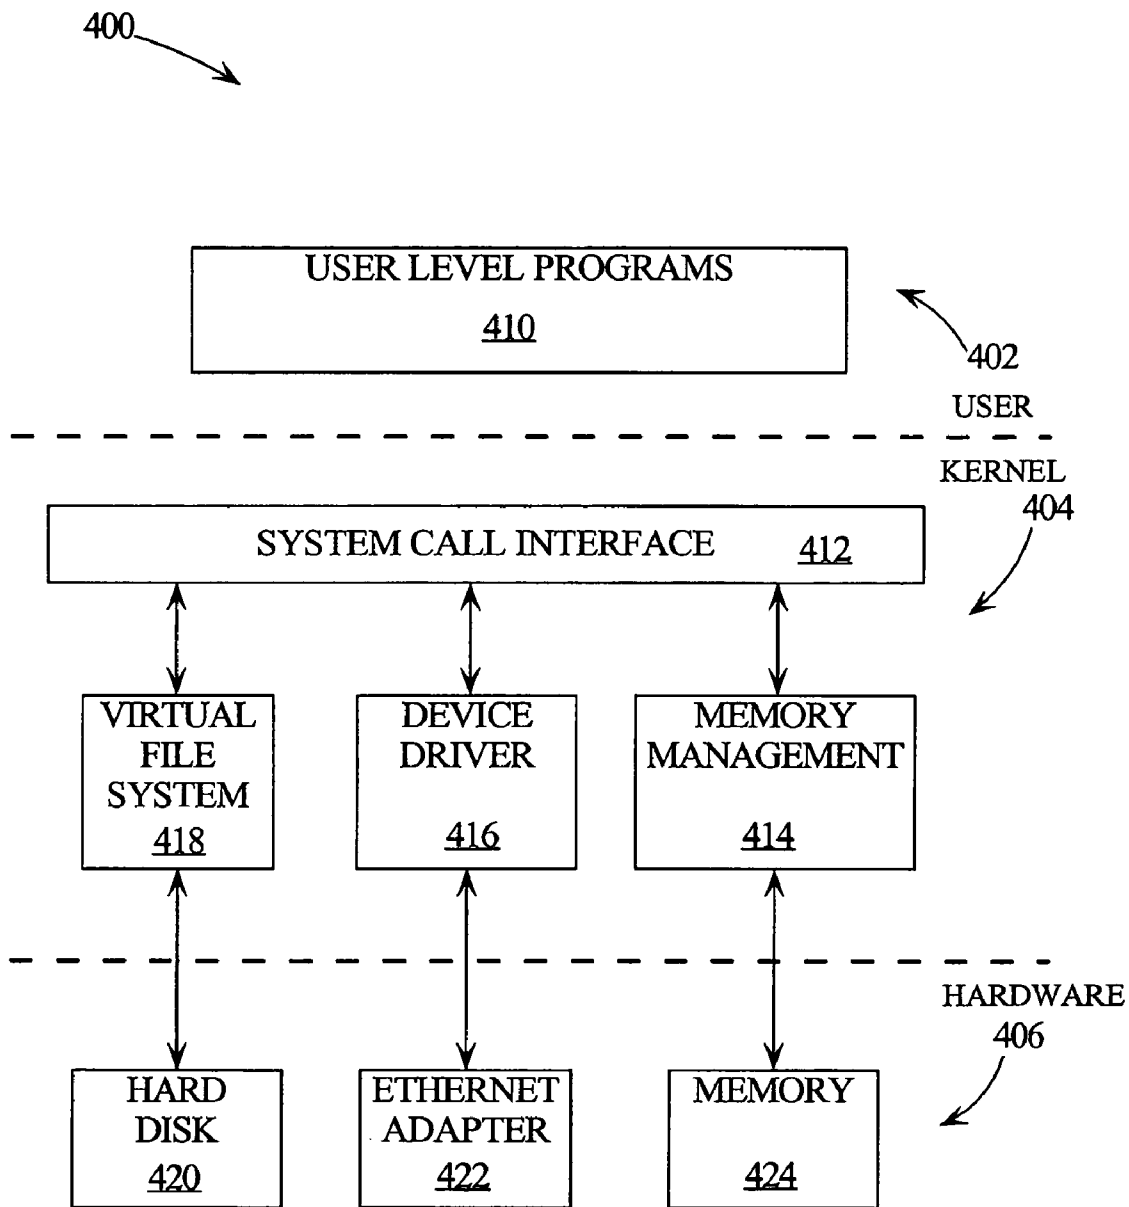 400
USER LEVEL PROGRAMS
410
402
USER
KERNEL
404
SYSTEM CALL INTERFACE 412
VIRTUAL
FILE
SYSTEM
418
DEVICE
DRIVER
416
MEMORY
MANAGEMENT
414
HARDWARE
406
HARD
DISK
420
ETHERNET
ADAPTER
422
MEMORY
424